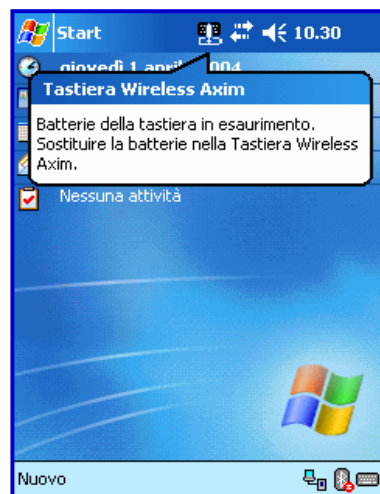 Start 10.30
giovedì 1 aprile 2004
Tastiera Wireless Axim
Batterie della tastiera in esaurimento.
Sostituire la batterie nella Tastiera Wireless
Axim.
Nessuna attività
Nuovo